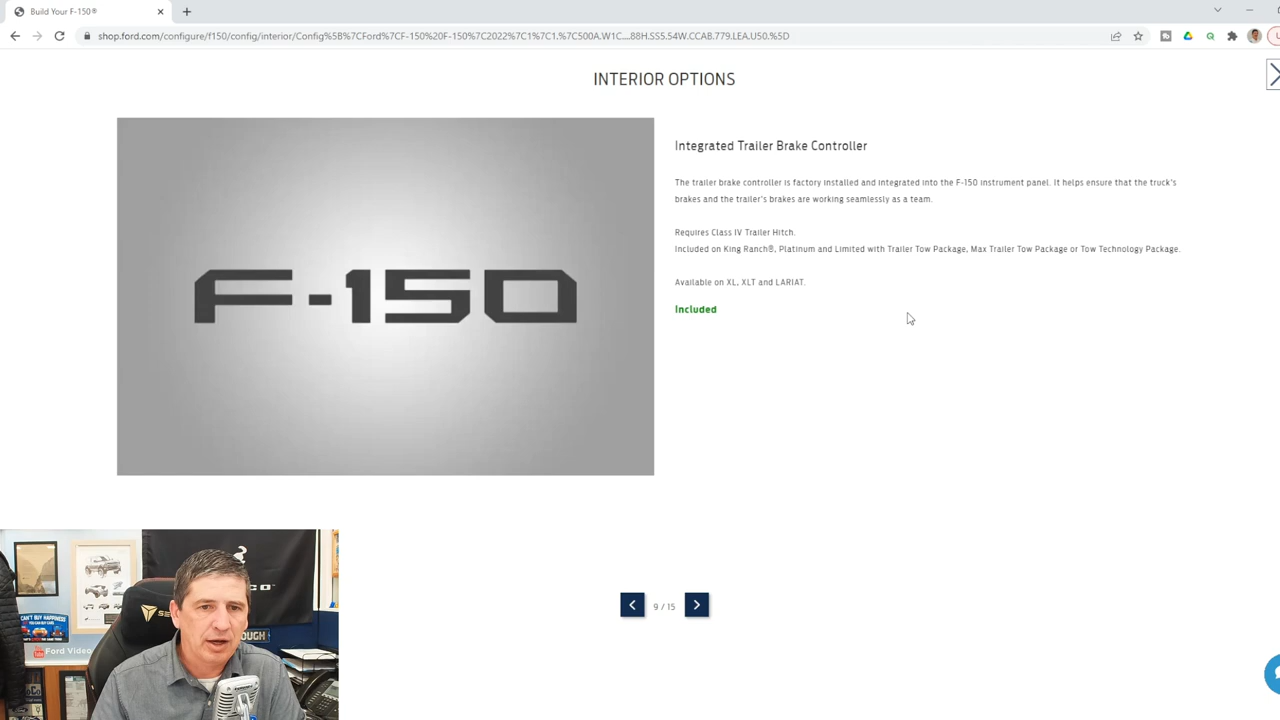 Build Your F-150®
shop.ford.com/configure/f150/config/interior/Config%5B%7CFord%7CF-150%20F-150%7C2022%7C1%7C1.%7C500A.W1C....88H.SS5.54W.CCAB.779.LEA.U50.%5D
INTERIOR OPTIONS
F-150
Integrated Trailer Brake Controller
The trailer brake controller is factory installed and integrated into the F-150 instrument panel. It helps ensure that the truck's
brakes and the trailer's brakes are working seamlessly as a team.
Requires Class IV Trailer Hitch.
Included on King Ranch®, Platinum and Limited with Trailer Tow Package, Max Trailer Tow Package or Tow Technology Package.
Available on XL, XLT and LARIAT.
Included
9 / 15
CAN'T BUY HAPPINESS
Ford Video